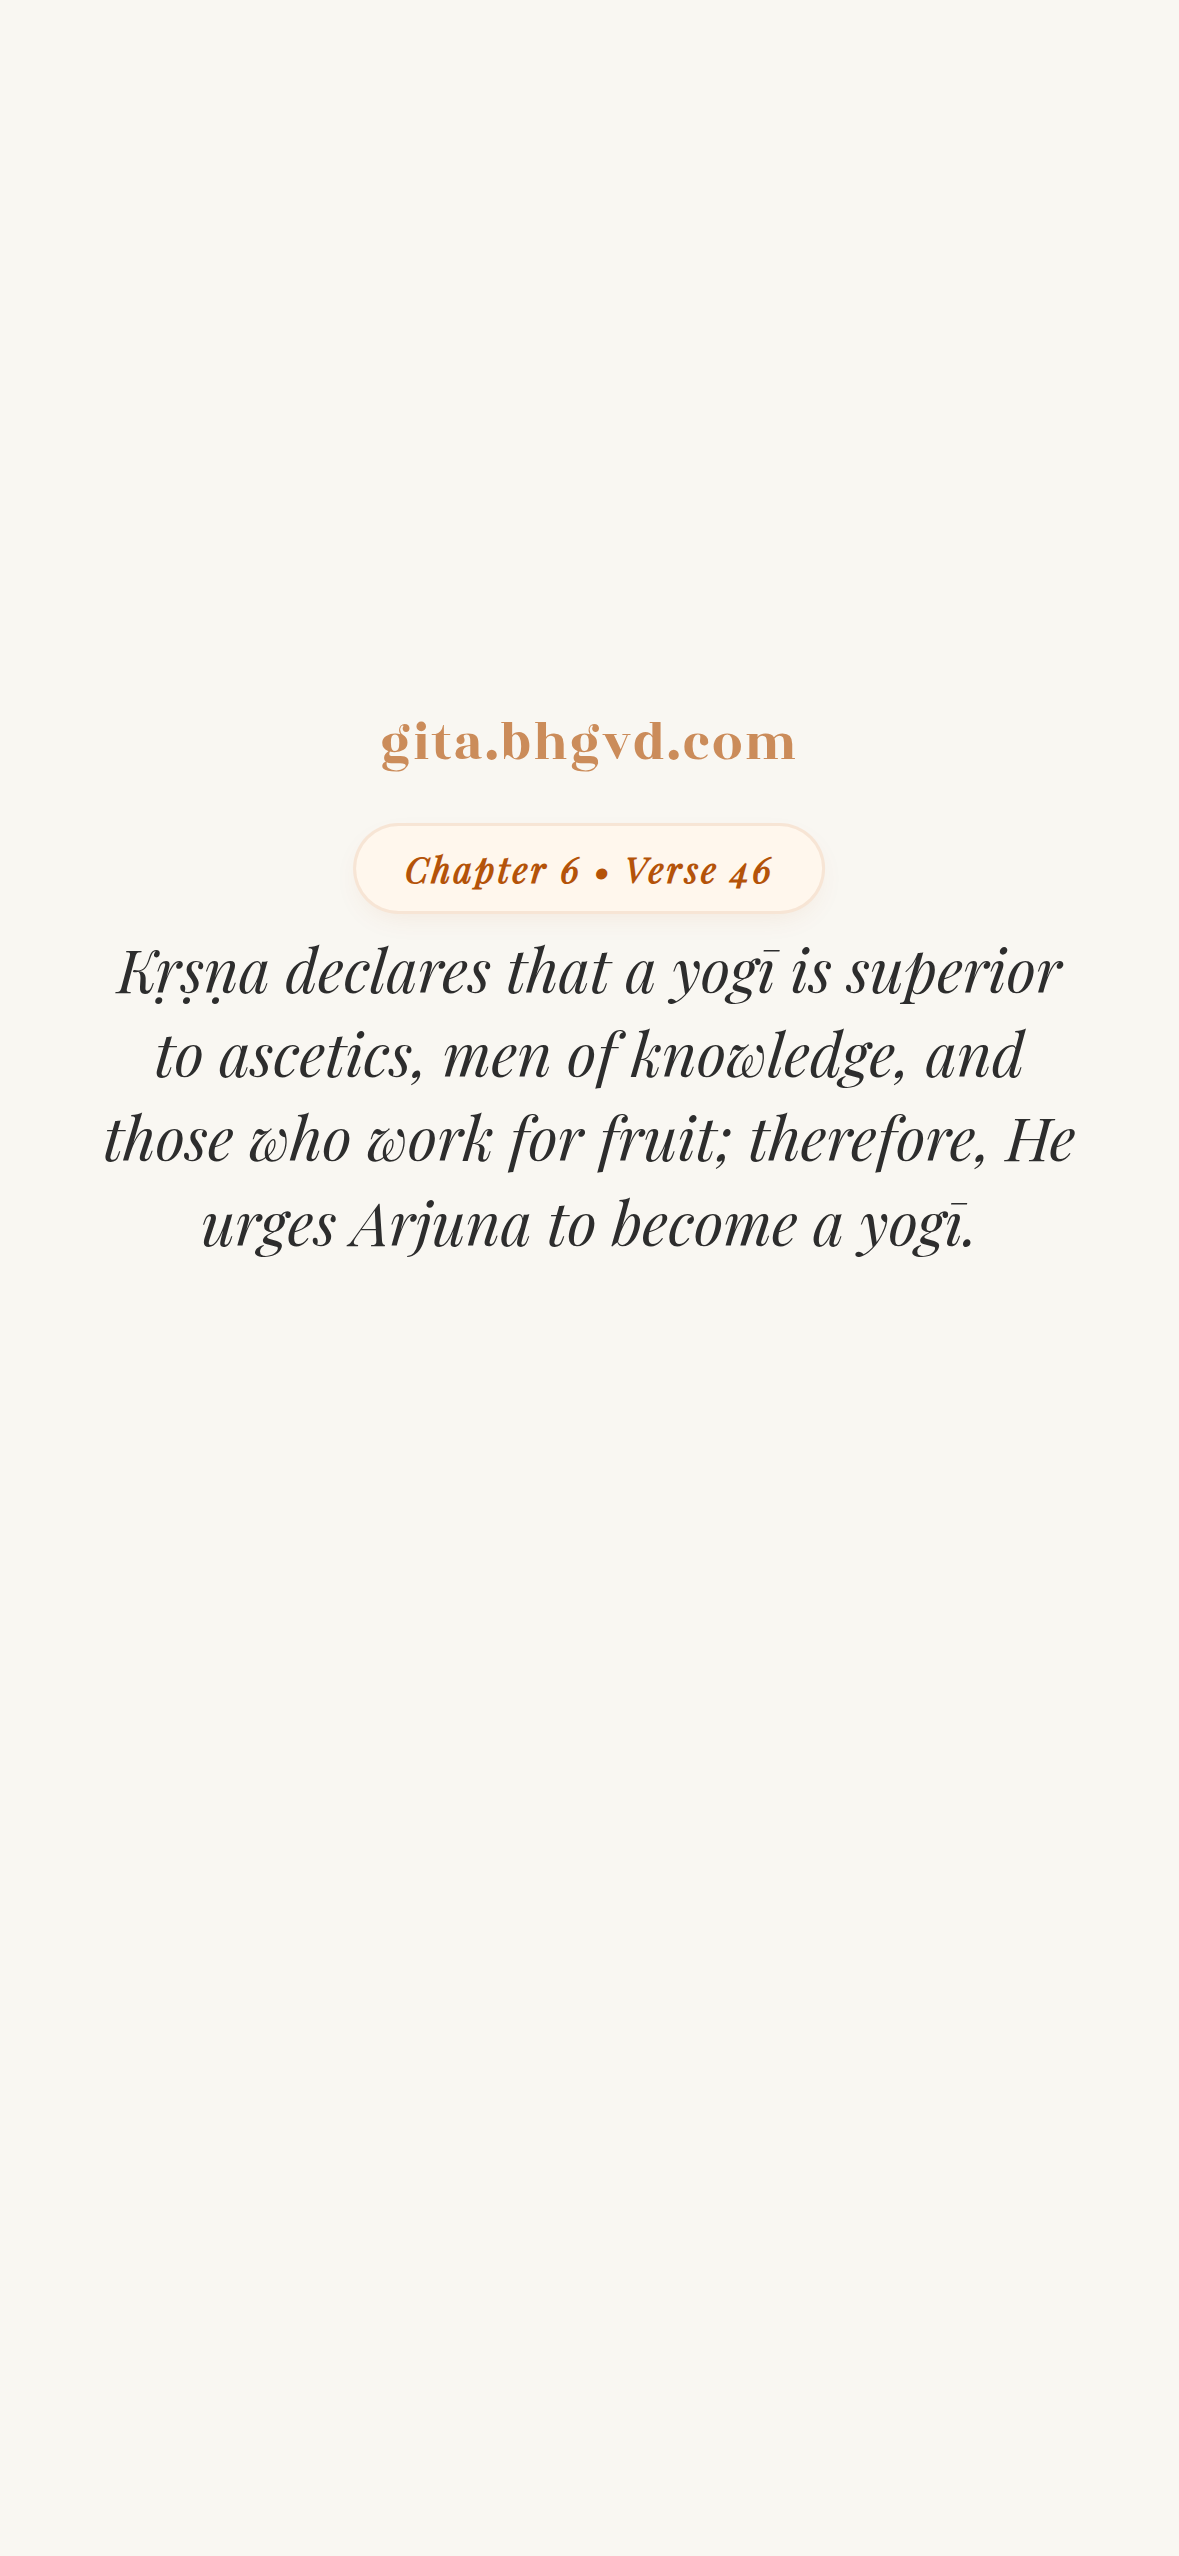 gita.bhgvd.com
Chapter 6 • Verse 46
Kṛṣṇa declares that a yogī is superior
to ascetics, men of knowledge, and
those who work for fruit; therefore, He
urges Arjuna to become a yogī.